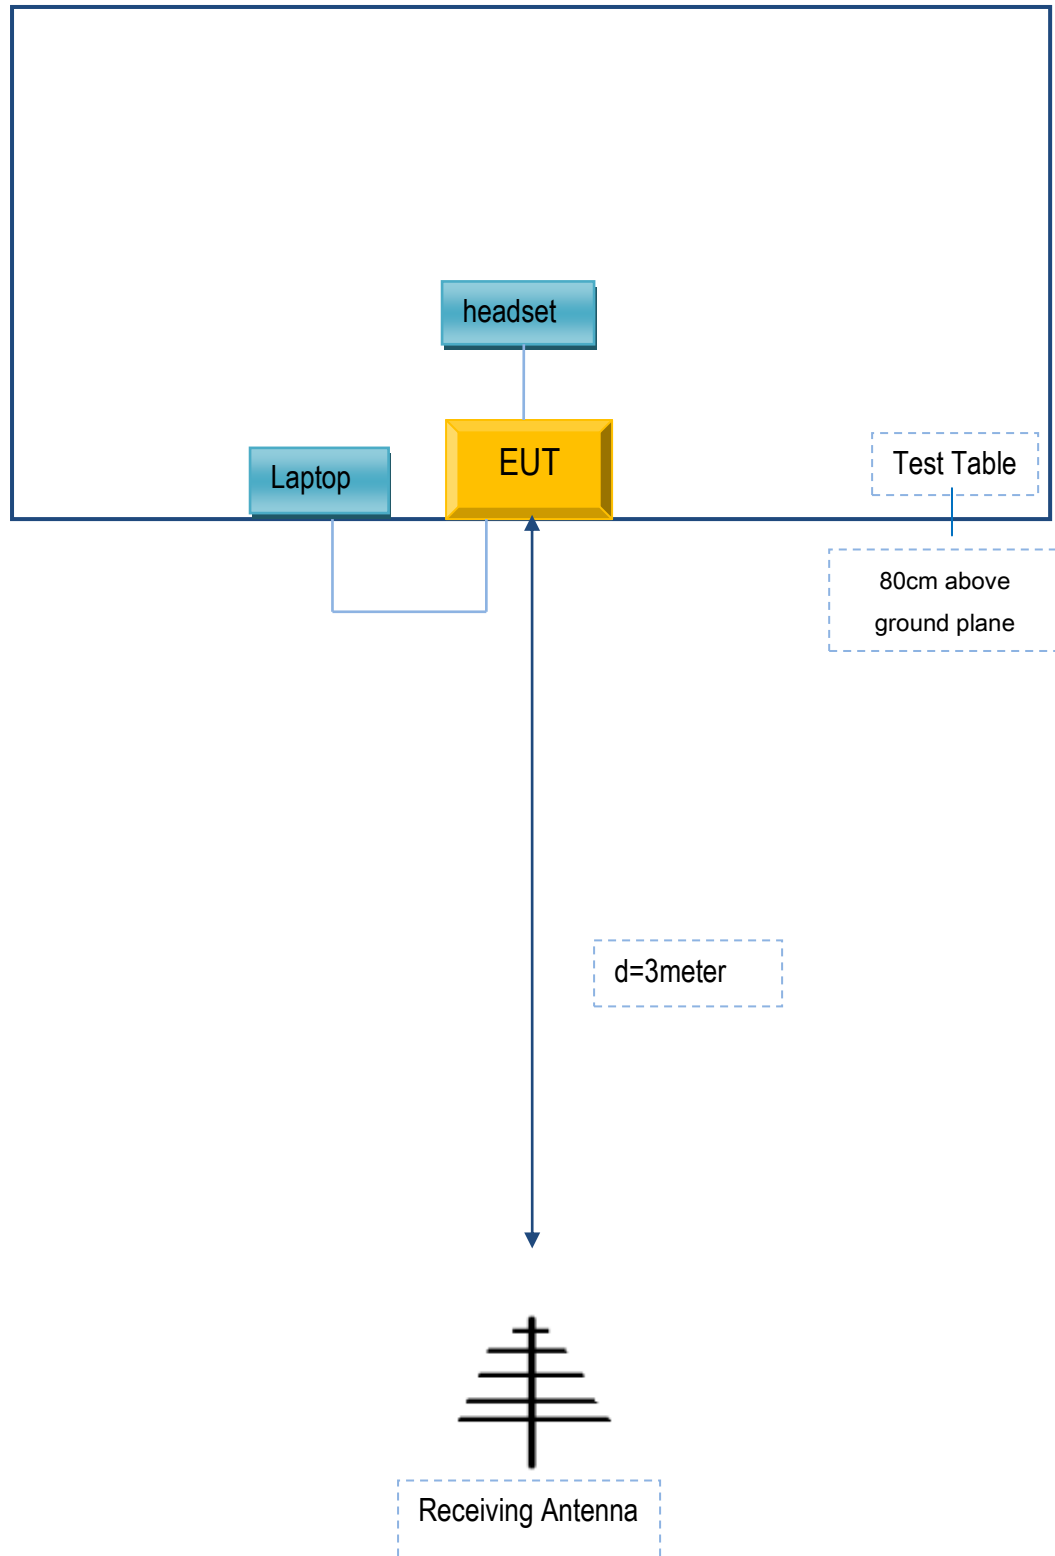 headset
EUT
Laptop
Test Table
80cm above
ground plane
d=3meter
Receiving Antenna